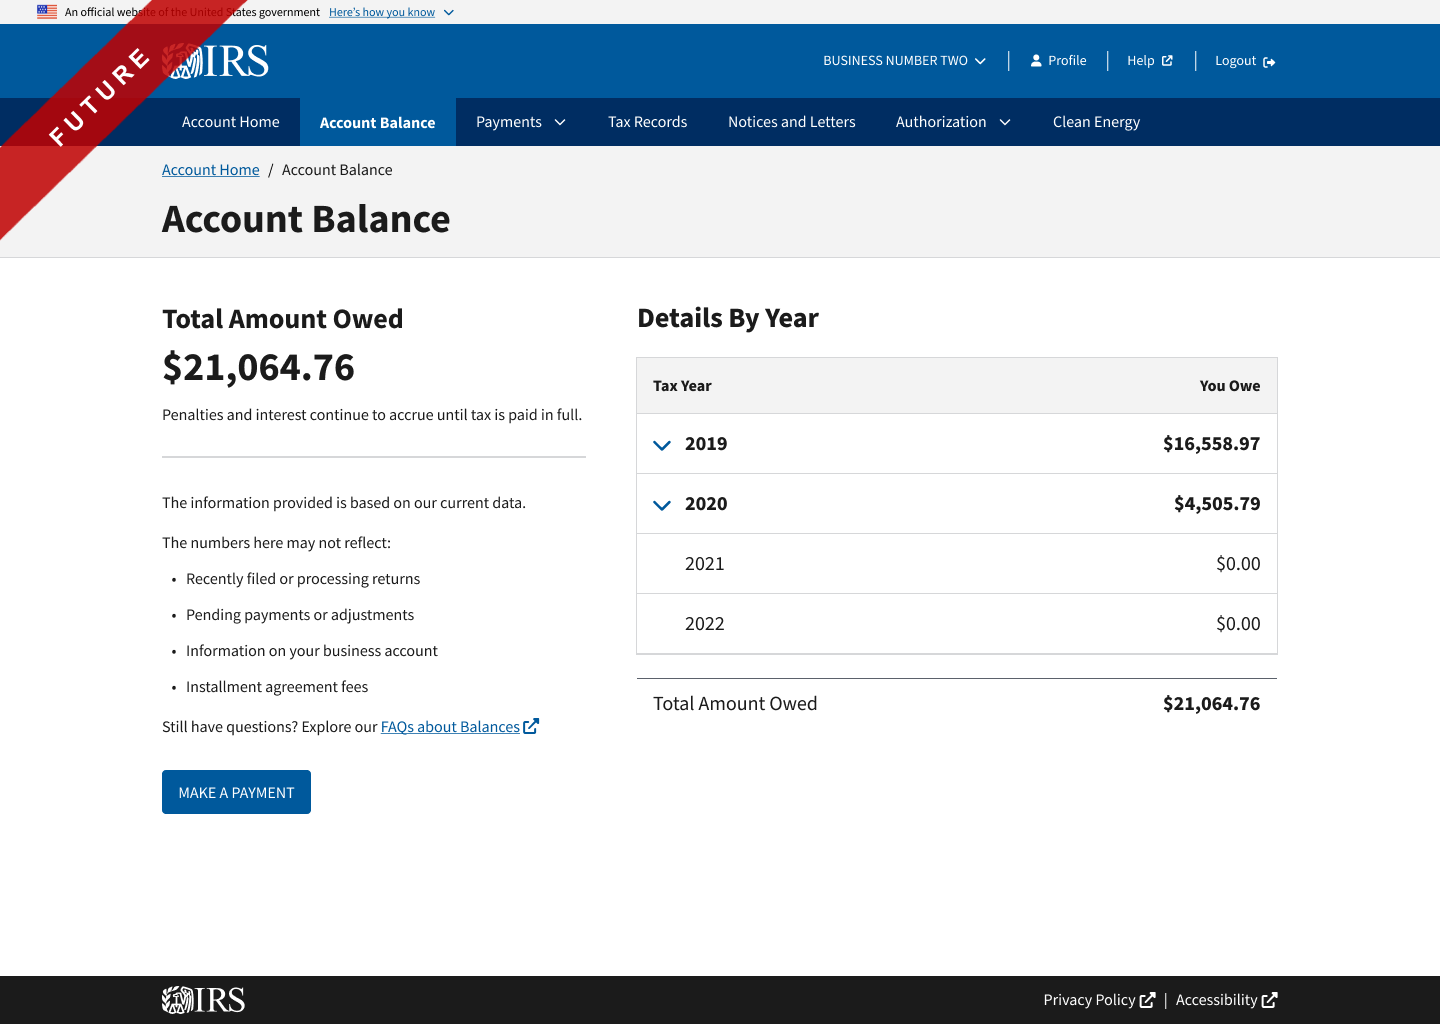 An official website of the United States government Here's how you know
FUTURE
IRS
BUSINESS NUMBER TWO Profile Help Logout
Account Home Account Balance Payments Tax Records Notices and Letters Authorization Clean Energy
Account Home / Account Balance
Account Balance
Total Amount Owed
$21,064.76
Penalties and interest continue to accrue until tax is paid in full.
The information provided is based on our current data.
The numbers here may not reflect:
• Recently filed or processing returns
• Pending payments or adjustments
• Information on your business account
• Installment agreement fees
Still have questions? Explore our FAQs about Balances
MAKE A PAYMENT
Details By Year
Tax Year You Owe
2019 $16,558.97
2020 $4,505.79
2021 $0.00
2022 $0.00
Total Amount Owed $21,064.76
IRS
Privacy Policy | Accessibility